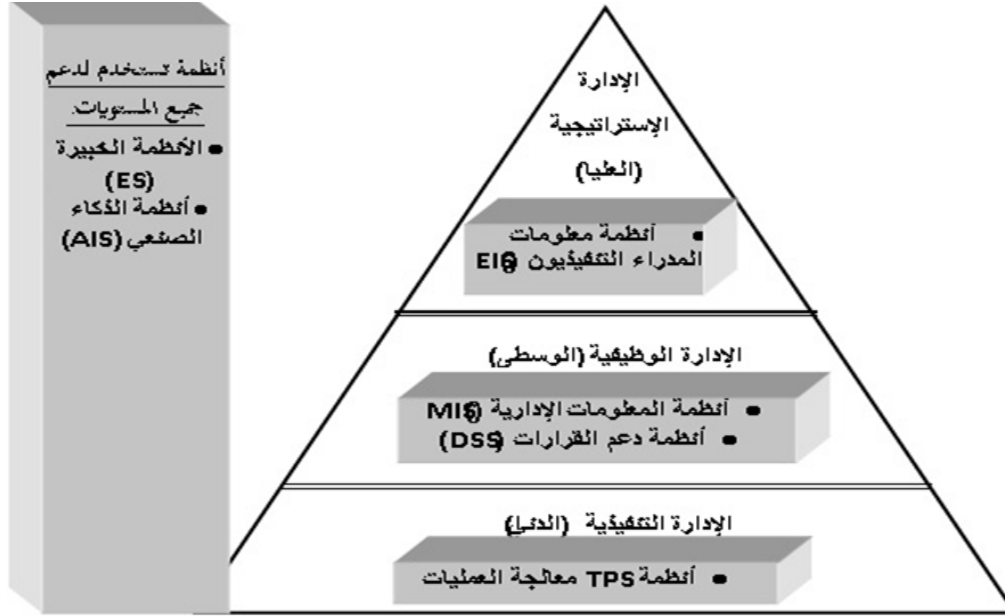 أنظمة تستخدم لدعم
جميع المستويات
• الأنظمة الكبيرة
(ES)
• أنظمة الذكاء
الصنعي (AIS)
الإدارة
الإستراتيجية
(العليا)
• أنظمة معلومات
المدراء التنفيذيون (EIS)
الإدارة الوظيفية (الوسطى)
• أنظمة المعلومات الإدارية (MIS)
• أنظمة دعم القرارات (DSS)
الإدارة التنفيذية (الدنيا)
• أنظمة TPS معالجة العمليات